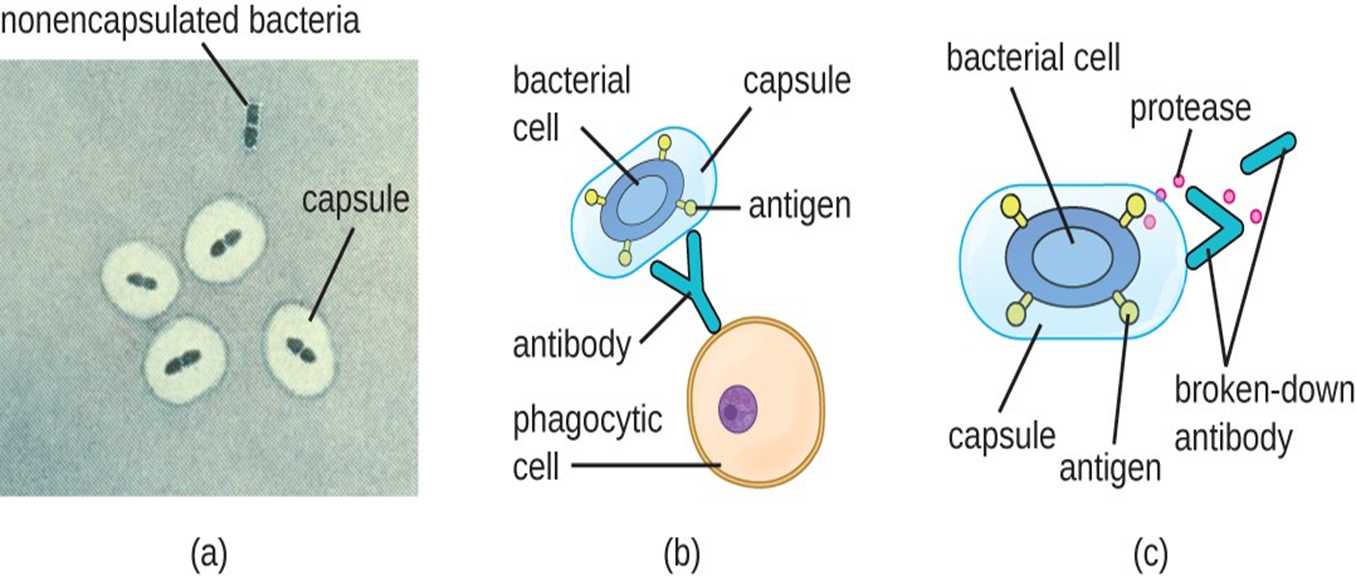 nonencapsulated bacteria
capsule
(a)
bacterial
cell
capsule
antigen
antibody
phagocytic
cell
(b)
bacterial cell
protease
broken-down
antibody
capsule
antigen
(c)